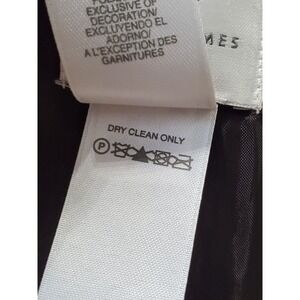 EXCLUSIVE OF
DECORATION/
EXCLUYENDO EL
ADORNO/
A L'EXCEPTION DES
GARNITURES
MES
DRY CLEAN ONLY
P